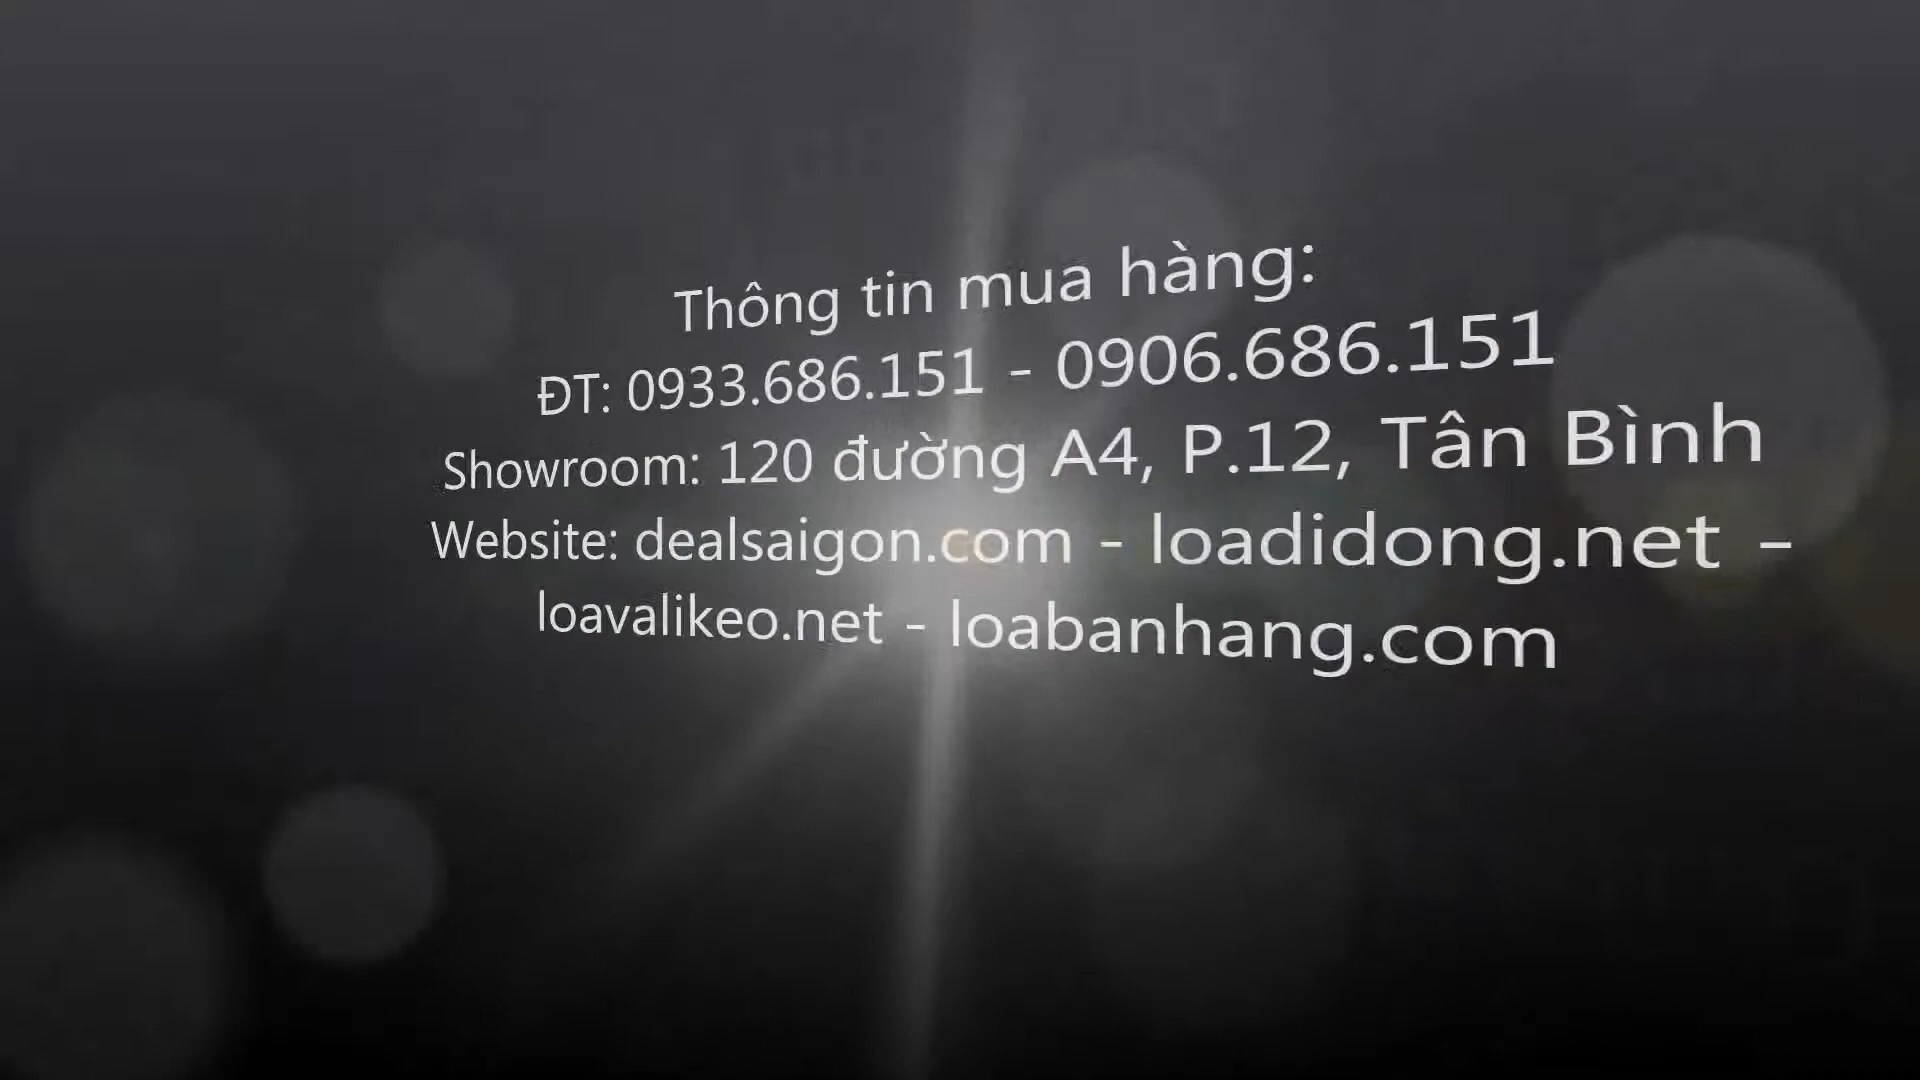 Thông tin mua hàng:
ĐT: 0933.686.151 - 0906.686.151
Showroom: 120 đường A4, P.12, Tân Bình
Website: dealsaigon.com - loadidong.net -
loavalikeo.net - loabanhang.com